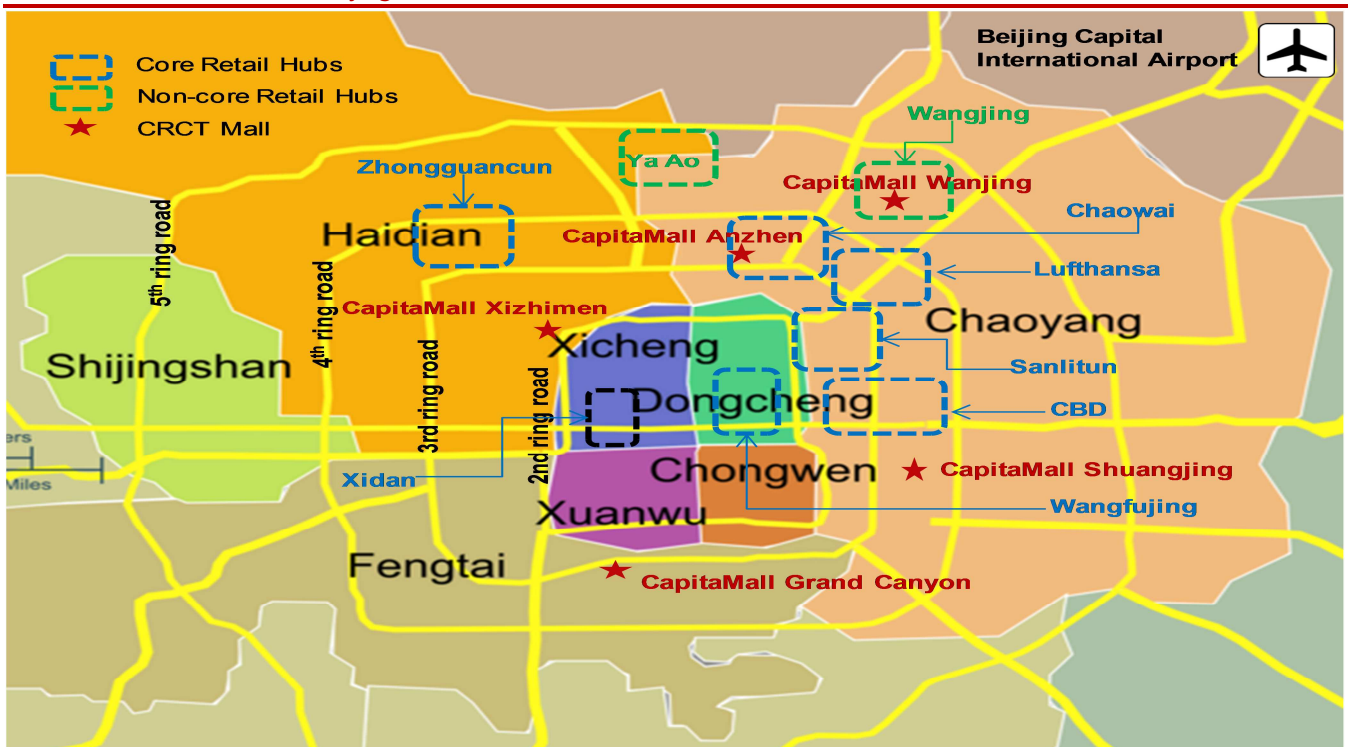 Beijing Capital
International Airport
Core Retail Hubs
Non-core Retail Hubs
CRCT Mall
Wangjing
Ya Ao
Zhongguancun
CapitaMall Wanjing
Chaowai
Haidian
CapitaMall Anzhen
5th ring road
4th ring road
Lufthansa
CapitaMall Xizhimen
Chaoyang
Xicheng
Shijingshan
3rd ring road
Sanlitun
2nd ring road
Dongcheng
CBD
Miles
Xidan
Chongwen
CapitaMall Shuangjing
Wangfujing
Xuanwu
Fengtai
CapitaMall Grand Canyon